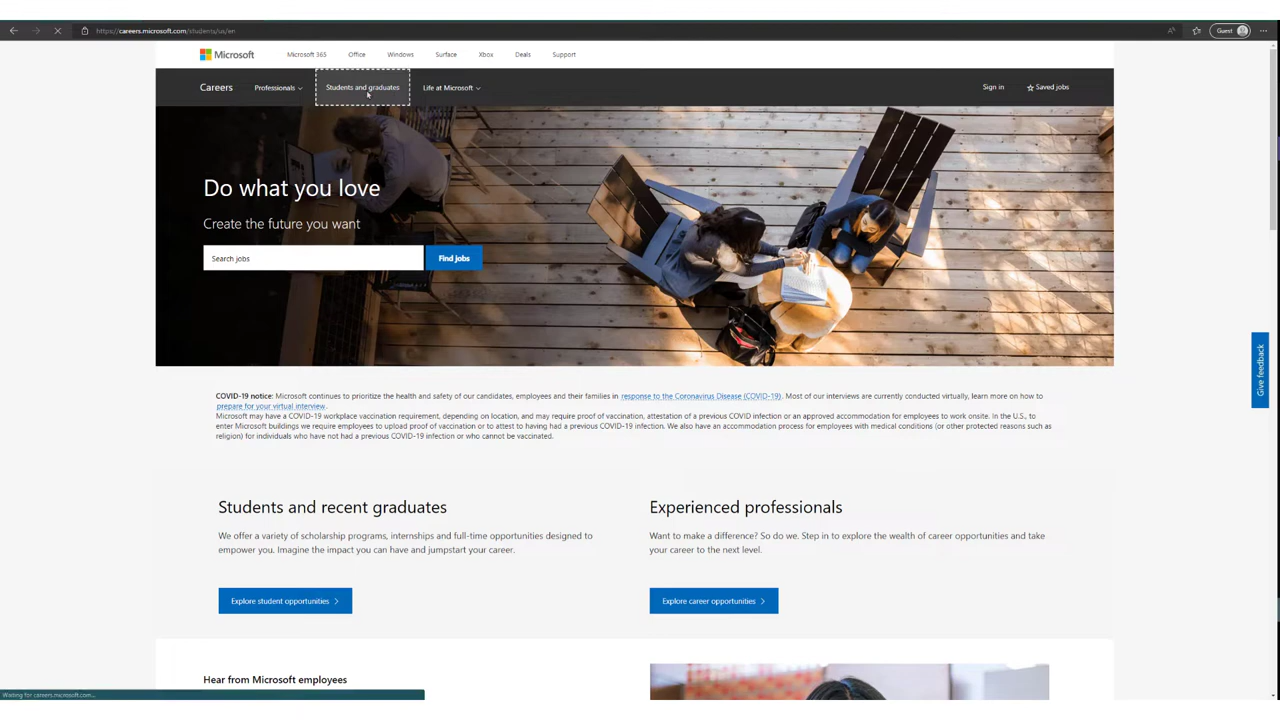 https://careers.microsoft.com/students/us/en
Guest
Microsoft
Microsoft 365
Office
Windows
Surface
Xbox
Deals
Support
Careers
Professionals
Students and graduates
Life at Microsoft
Sign in
Saved jobs
Do what you love
Create the future you want
Search jobs
Find jobs
Give feedback
COVID-19 notice: Microsoft continues to prioritize the health and safety of our candidates, employees and their families in response to the Coronavirus Disease (COVID-19). Most of our interviews are currently conducted virtually, learn more on how to
prepare for your virtual interview.
Microsoft may have a COVID-19 workplace vaccination requirement, depending on location, and may require proof of vaccination, attestation of a previous COVID infection or an approved accommodation for employees to work onsite. In the U.S., to
enter Microsoft buildings we require employees to upload proof of vaccination or to attest to having had a previous COVID-19 infection. We also have an accommodation process for employees with medical conditions (or other protected reasons such as
religion) for individuals who have not had a previous COVID-19 infection or who cannot be vaccinated.
Students and recent graduates
We offer a variety of scholarship programs, internships and full-time opportunities designed to
empower you. Imagine the impact you can have and jumpstart your career.
Explore student opportunities
Experienced professionals
Want to make a difference? So do we. Step in to explore the wealth of career opportunities and take
your career to the next level.
Explore career opportunities
Hear from Microsoft employees
Waiting for careers.microsoft.com...